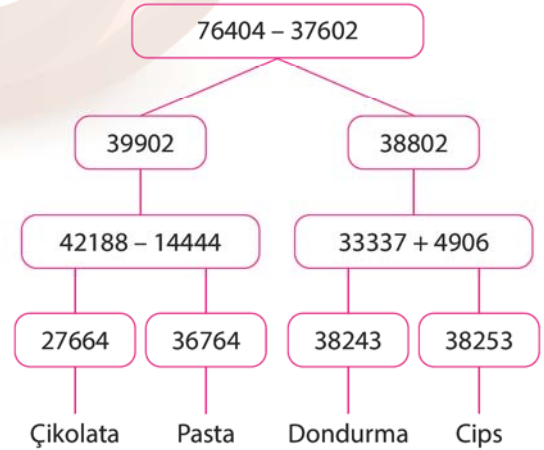 76404 – 37602
39902 38802
42188 – 14444 33337 + 4906
27664 36764 38243 38253
Çikolata Pasta Dondurma Cips